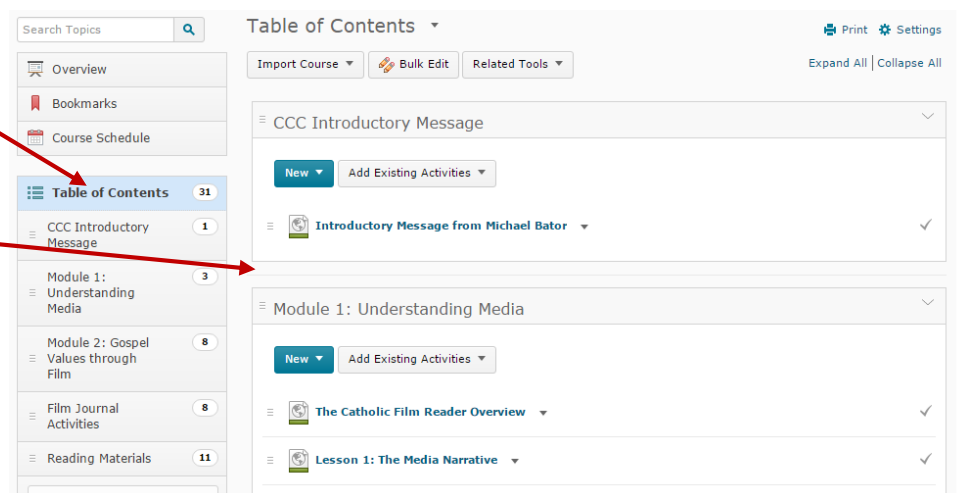 Search Topics
Overview
Bookmarks
Course Schedule
Table of Contents 31
CCC Introductory 1
Message
Module 1: 3
Understanding
Media
Module 2: Gospel 8
Values through
Film
Film Journal 8
Activities
Reading Materials 11
Table of Contents
Print Settings
Import Course Bulk Edit Related Tools
Expand All | Collapse All
CCC Introductory Message
New Add Existing Activities
Introductory Message from Michael Bator
Module 1: Understanding Media
New Add Existing Activities
The Catholic Film Reader Overview
Lesson 1: The Media Narrative